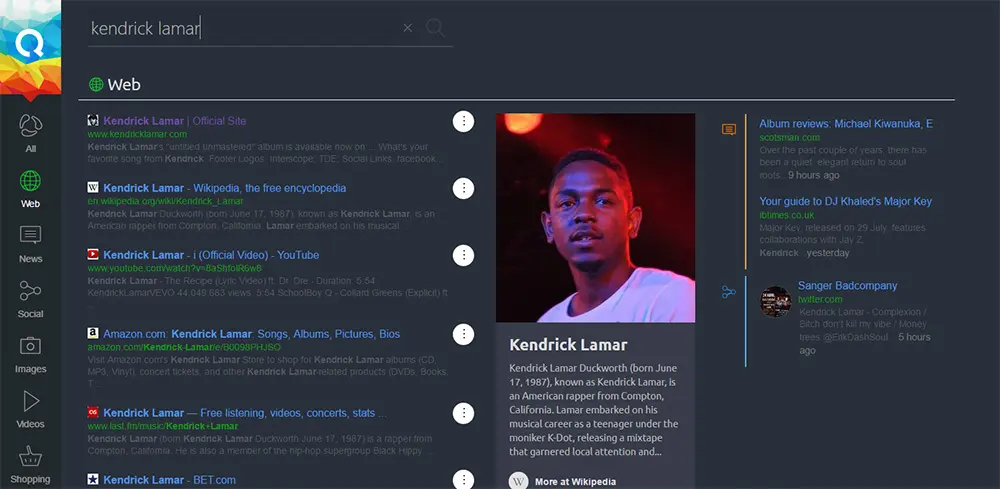 kendrick lamar
Web
All
Web
News
Social
Images
Videos
Shopping
Kendrick Lamar | Official Site
www.kendricklamar.com
Kendrick Lamar's "untitled unmastered" album is available now on ... What's your
favorite song from Kendrick. Footer Logos. Interscope; TDE; Social Links. facebook...
Kendrick Lamar - Wikipedia, the free encyclopedia
en.wikipedia.org/wiki/Kendrick_Lamar
Kendrick Lamar Duckworth (born June 17, 1987), known as Kendrick Lamar, is an
American rapper from Compton, California. Lamar embarked on his musical
Kendrick Lamar - i (Official Video) - YouTube
www.youtube.com/watch?v=8aShfolR6w8
Kendrick Lamar - The Recipe (Lyric Video) ft. Dr. Dre - Duration: 5:54.
KendrickLamarVEVO 44,049,683 views. 5:54 SchoolBoy Q - Collard Greens (Explicit) ft
Amazon.com: Kendrick Lamar: Songs, Albums, Pictures, Bios
amazon.com/Kendrick-Lamar/e/B0098PHJSO
Visit Amazon.com's Kendrick Lamar Store to shop for Kendrick Lamar albums (CD,
MP3, Vinyl), concert tickets, and other Kendrick Lamar-related products (DVDs, Books,
T...
Kendrick Lamar — Free listening, videos, concerts, stats ...
www.last.fm/music/Kendrick+Lamar
Kendrick Lamar (born Kendrick Lamar Duckworth June 17, 1987) is a rapper from
Compton, California. He is also a member of the hip-hop supergroup Black Hippy...
Kendrick Lamar - BET.com
Kendrick Lamar
Kendrick Lamar Duckworth (born June
17, 1987), known as Kendrick Lamar, is
an American rapper from Compton,
California. Lamar embarked on his
musical career as a teenager under the
moniker K-Dot, releasing a mixtape
that garnered local attention and...
W More at Wikipedia
Album reviews: Michael Kiwanuka, E
scotsman.com
Over the past couple of years, there has
been a quiet, elegant return to soul
roots... 9 hours ago
Your guide to DJ Khaled's Major Key
ibtimes.co.uk
Major Key, released on 29 July, features
collaborations with Jay Z,
Kendrick yesterday
Sanger Badcompany
twitter.com
Kendrick Lamar - Complexion /
Bitch don't kill my vibe / Money
trees @ErikDashSoul 5 hours
ago